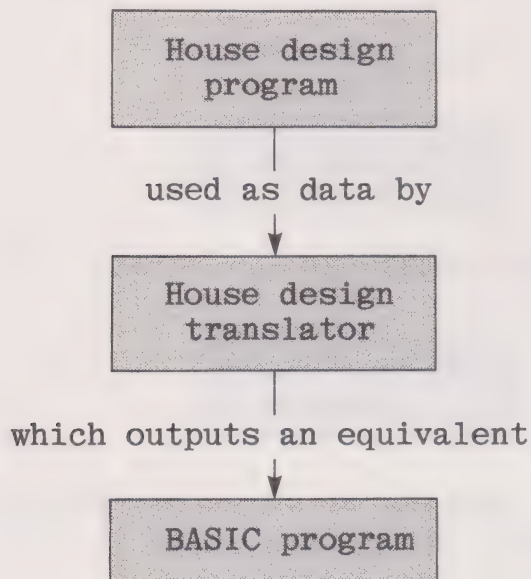 House design
program
used as data by
House design
translator
which outputs an equivalent
BASIC program